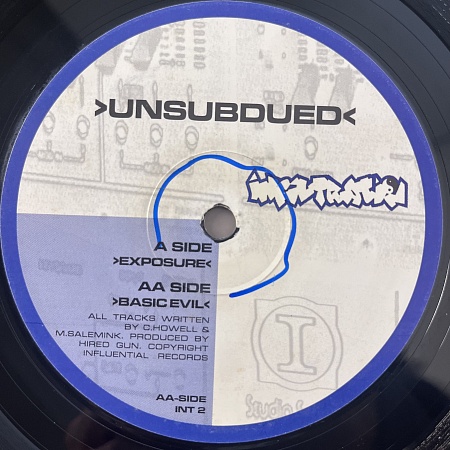 >UNSUBDUED<
A SIDE
>EXPOSURE<
AA SIDE
>BASIC EVIL<
ALL TRACKS WRITTEN
BY C.HOWELL &
M.SALEMINK. PRODUCED BY
HIRED GUN. COPYRIGHT
INFLUENTIAL RECORDS
AA-SIDE
INT 2
I